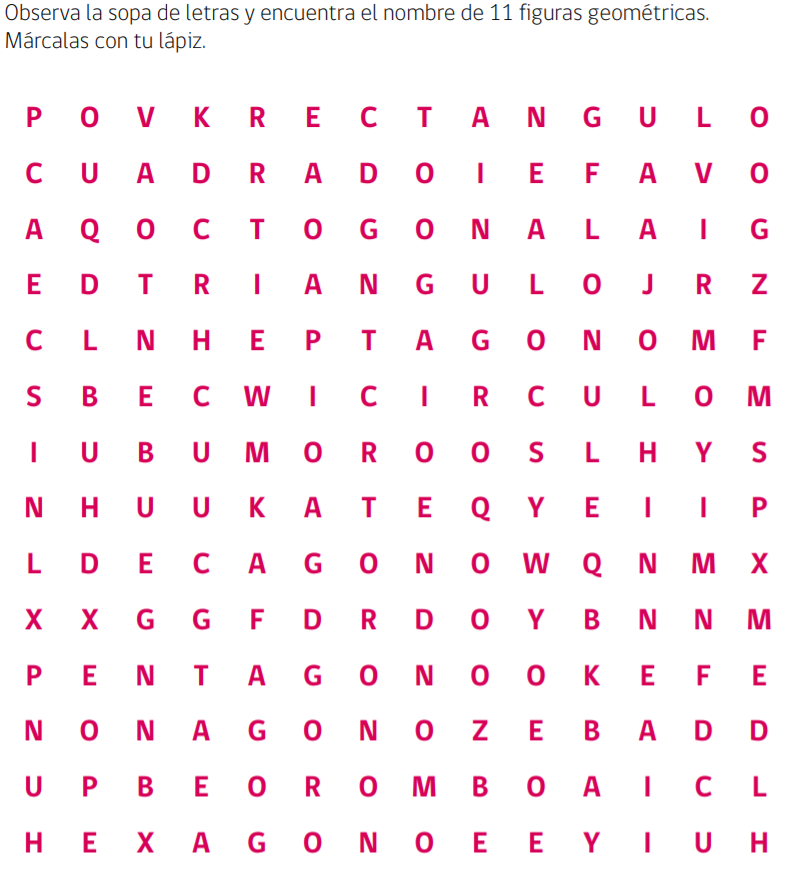 Observa la sopa de letras y encuentra el nombre de 11 figuras geométricas.
Márcalas con tu lápiz.
P O V K R E C T A N G U L O
C U A D R A D O I E F A V O
A Q O C T O G O N A L A I G
E D T R I A N G U L O J R Z
C L N H E P T A G O N O M F
S B E C W I C I R C U L O M
I U B U M O R O O S L H Y S
N H U U K A T E Q Y E I I P
L D E C A G O N O W Q N M X
X X G G F D R D O Y B N N M
P E N T A G O N O O K E F E
N O N A G O N O Z E B A D D
U P B E O R O M B O A I C L
H E X A G O N O E E Y I U H